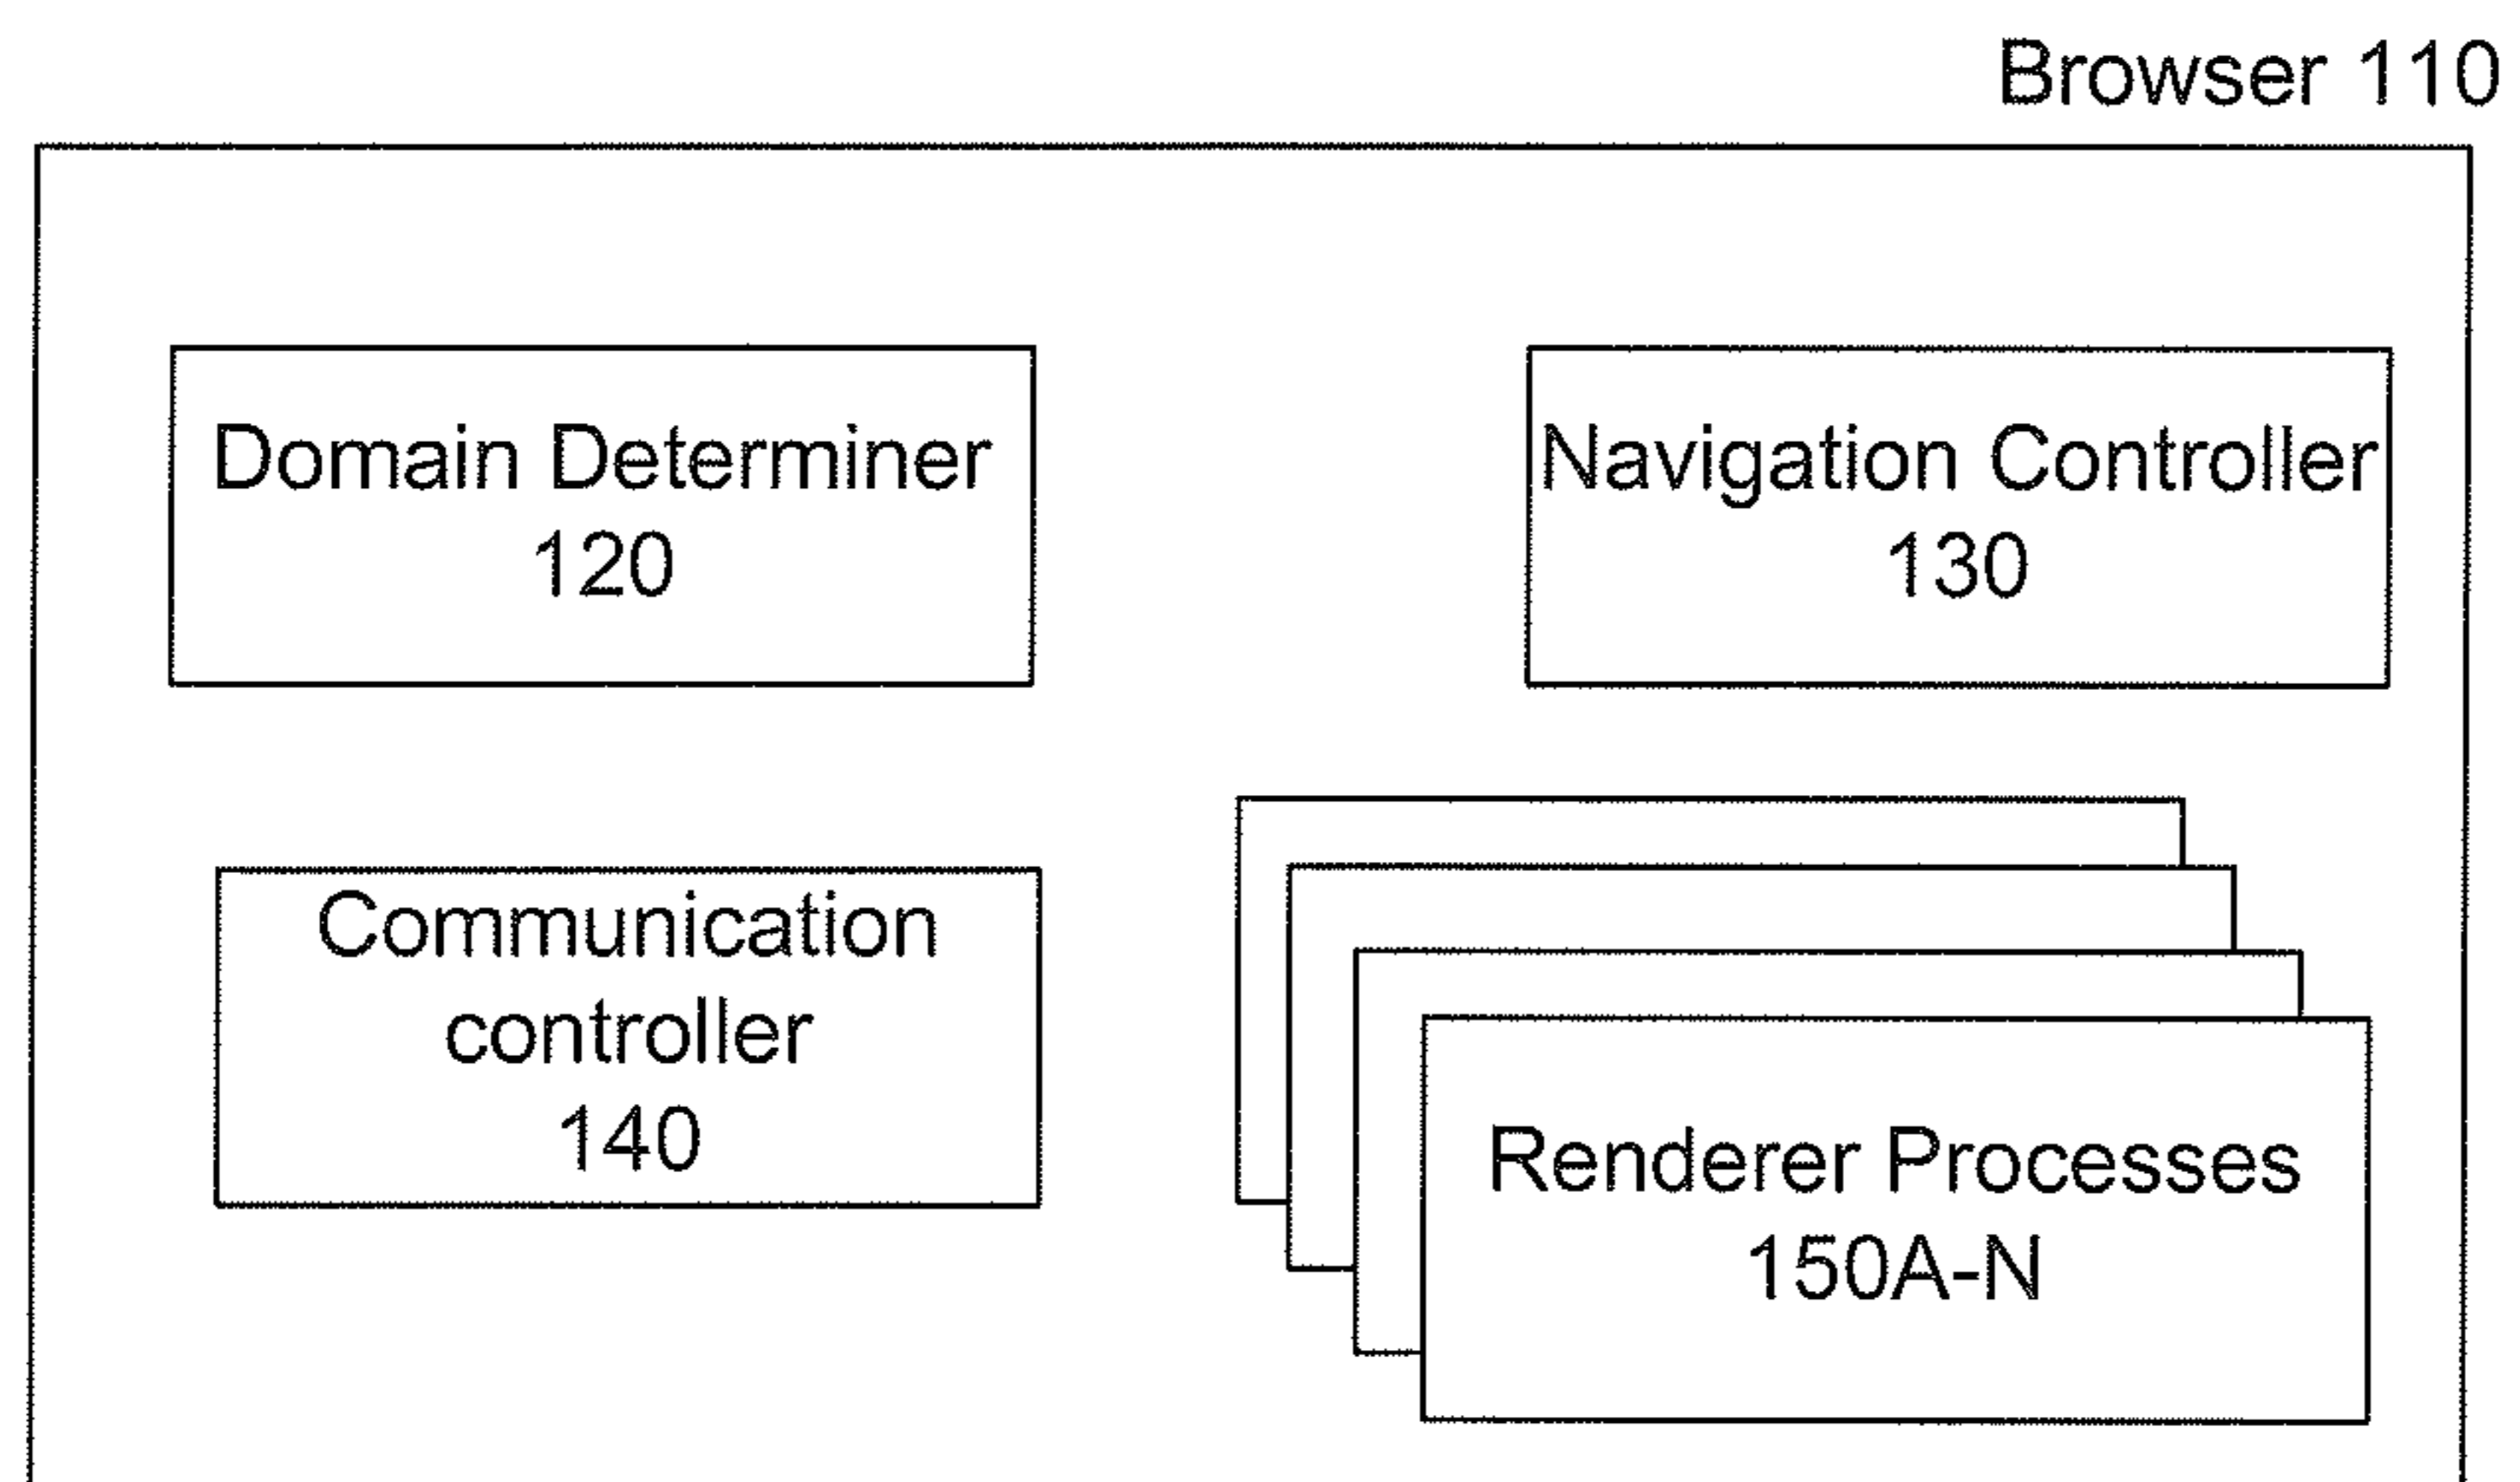 Browser 110
Domain Determiner
120
Navigation Controller
130
Communication
controller
140
Renderer Processes
150A-N